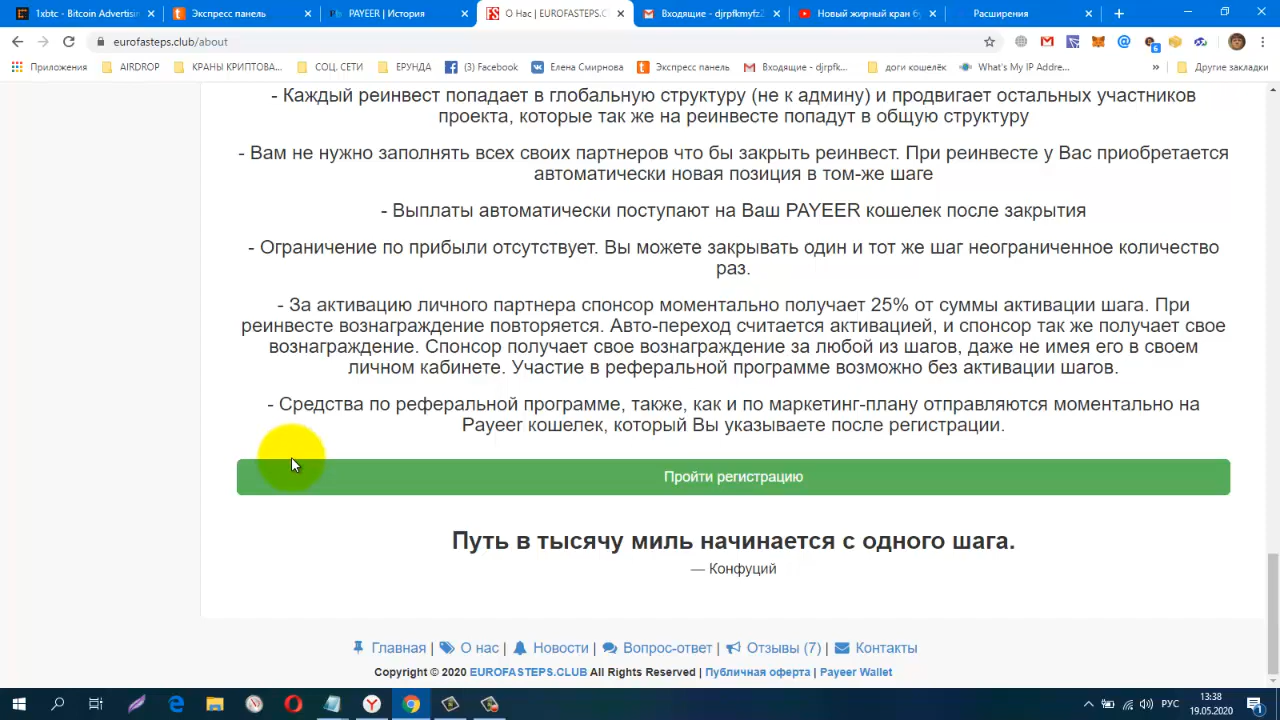 1xbtc - Bitcoin Advertisin
Экспресс панель
PAYEER | История
О Нас | EUROFASTEPS.C
Входящие - djrpfkmyfz2
Новый жирный кран б
Расширения
eurofasteps.club/about
Приложения
AIRDROP
КРАНЫ КРИПТОВА...
СОЦ. СЕТИ
ЕРУНДА
(3) Facebook
Елена Смирнова
Экспресс панель
Входящие - djrpfk...
доги кошелёк
What's My IP Addre...
»
Другие закладки
- Каждый реинвест попадает в глобальную структуру (не к админу) и продвигает остальных участников
проекта, которые так же на реинвесте попадут в общую структуру
- Вам не нужно заполнять всех своих партнеров что бы закрыть реинвест. При реинвесте у Вас приобретается
автоматически новая позиция в том-же шаге
- Выплаты автоматически поступают на Ваш PAYEER кошелек после закрытия
- Ограничение по прибыли отсутствует. Вы можете закрывать один и тот же шаг неограниченное количество
раз.
- За активацию личного партнера спонсор моментально получает 25% от суммы активации шага. При
реинвесте вознаграждение повторяется. Авто-переход считается активацией, и спонсор так же получает свое
вознаграждение. Спонсор получает свое вознаграждение за любой из шагов, даже не имея его в своем
личном кабинете. Участие в реферальной программе возможно без активации шагов.
- Средства по реферальной программе, также, как и по маркетинг-плану отправляются моментально на
Payeer кошелек, который Вы указываете после регистрации.
Пройти регистрацию
Путь в тысячу миль начинается с одного шага.
— Конфуций
Главная | О нас | Новости | Вопрос-ответ | Отзывы (7) | Контакты
Copyright © 2020 EUROFASTEPS.CLUB All Rights Reserved | Публичная оферта | Payeer Wallet
РУС
13:38
19.05.2020